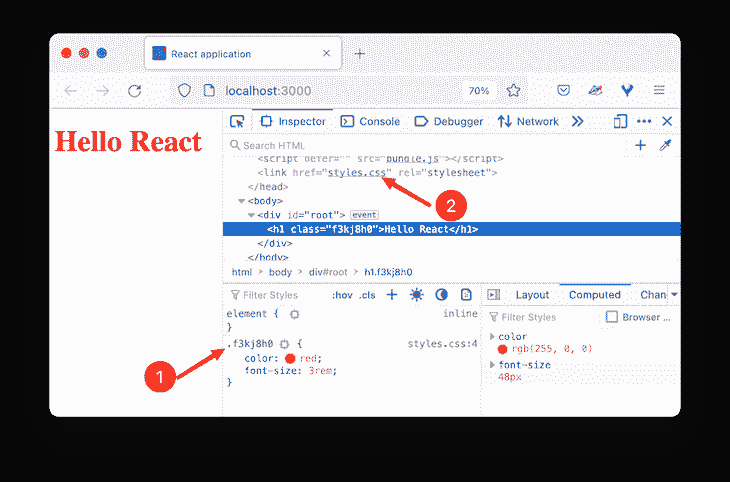 React application
localhost:3000
70%
Hello React
Inspector
Console
Debugger
Network
Search HTML
<script defer="" src="bundle.js"></script>
<link href="styles.css" rel="stylesheet">
</head>
2
<body>
<div id="root"> event
<h1 class="f3kj8h0">Hello React</h1>
</div>
</body>
html > body > div#root > h1.f3kj8h0
Filter Styles
:hov .cls
element {
inline
}
.f3kj8h0 {
styles.css:4
color: red;
font-size: 3rem;
}
1
Layout
Computed
Chan
Filter Styles
Browser ...
color
rgb(255, 0, 0)
font-size
48px